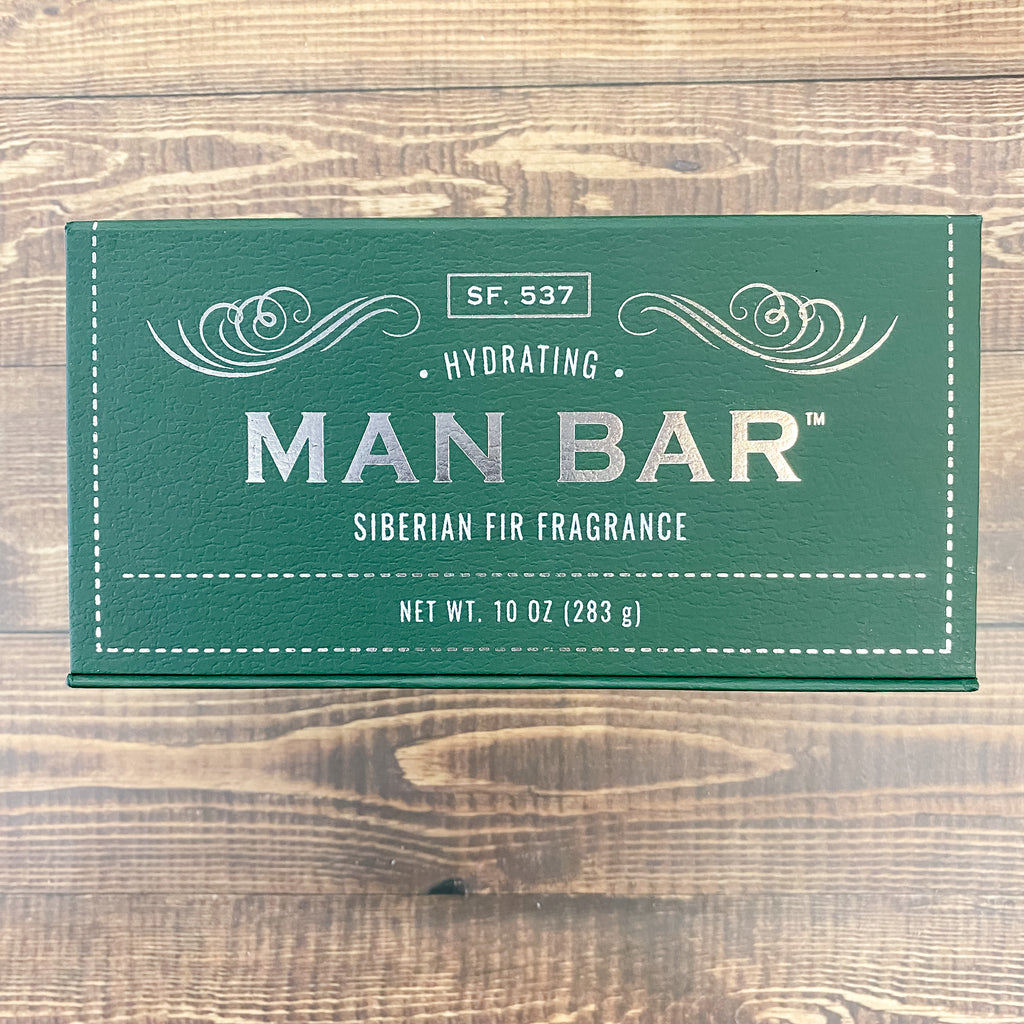 SF. 537
• HYDRATING •
MAN BAR™
SIBERIAN FIR FRAGRANCE
NET WT. 10 OZ (283 g)